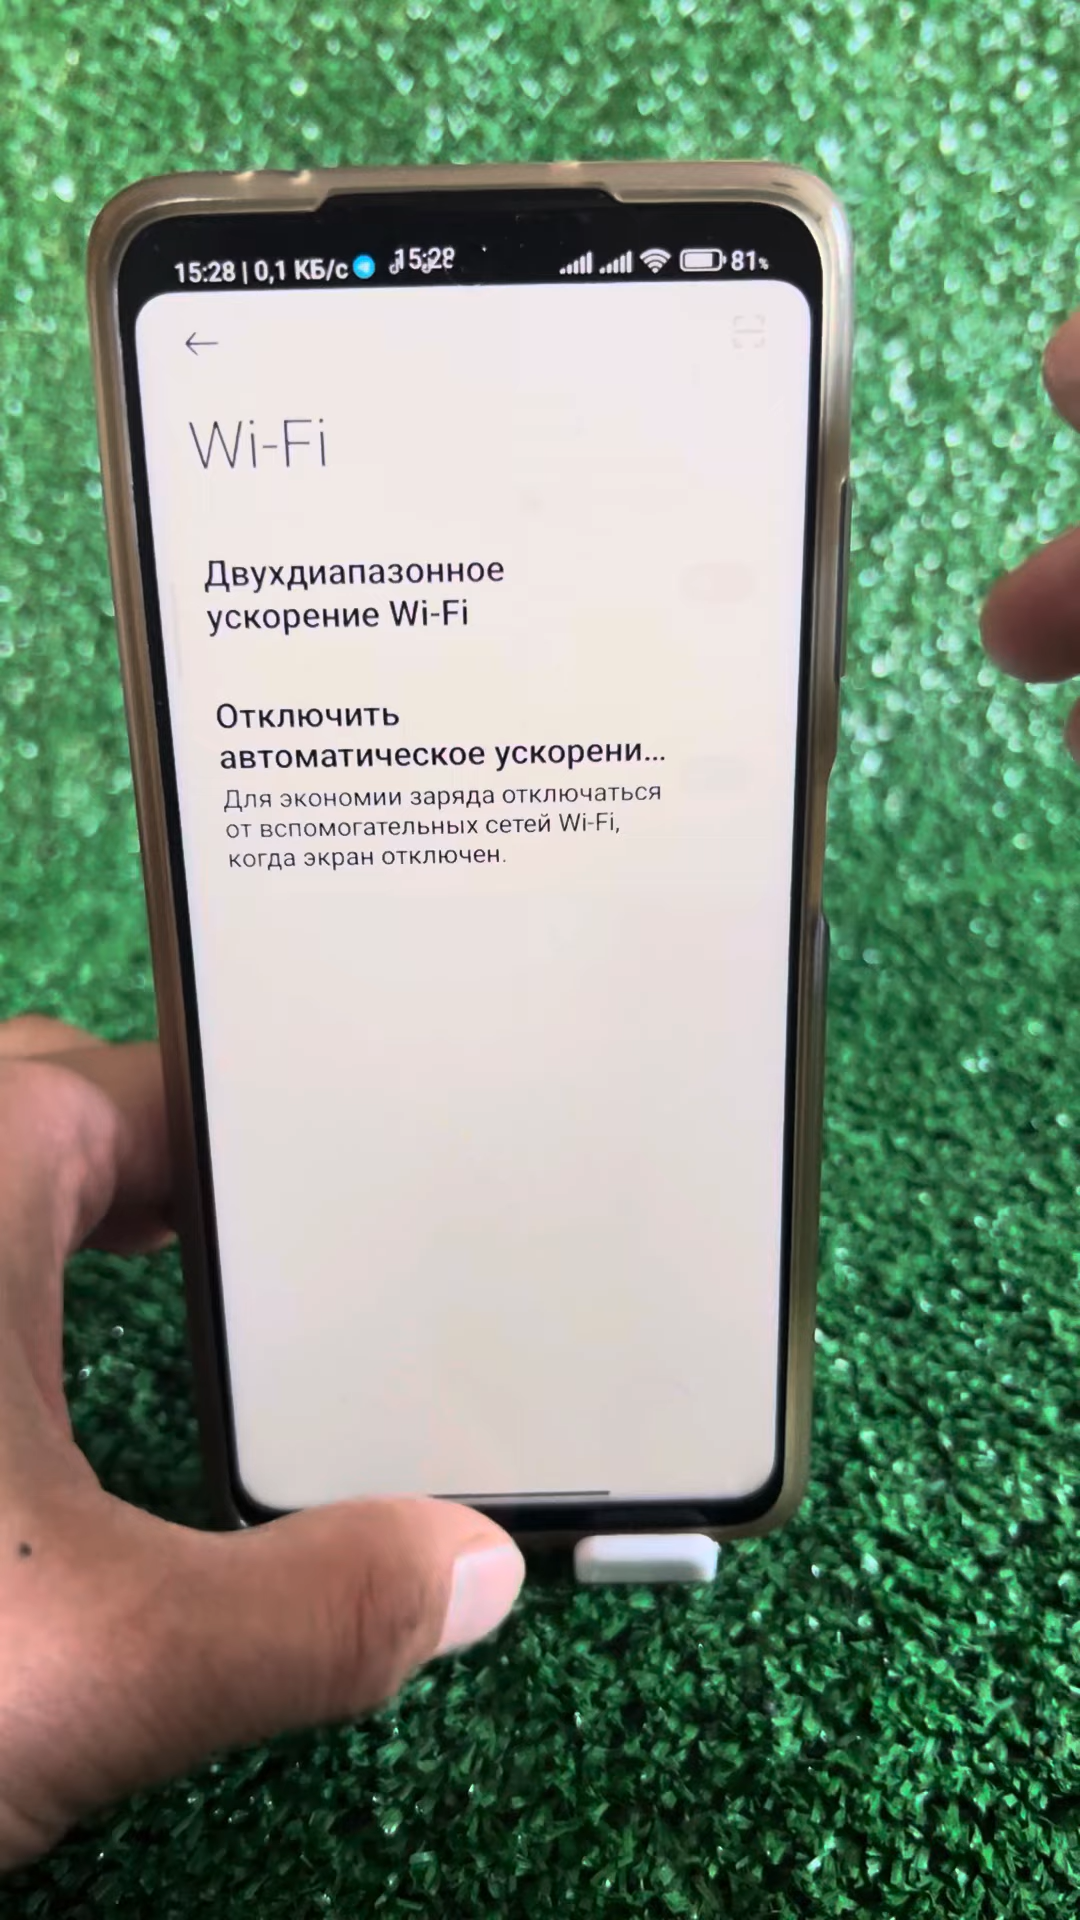 15:28 | 0,1 КБ/с 15:28 81%
Wi-Fi
Двухдиапазонное
ускорение Wi-Fi
Отключить
автоматическое ускорени...
Для экономии заряда отключаться
от вспомогательных сетей Wi-Fi,
когда экран отключен.